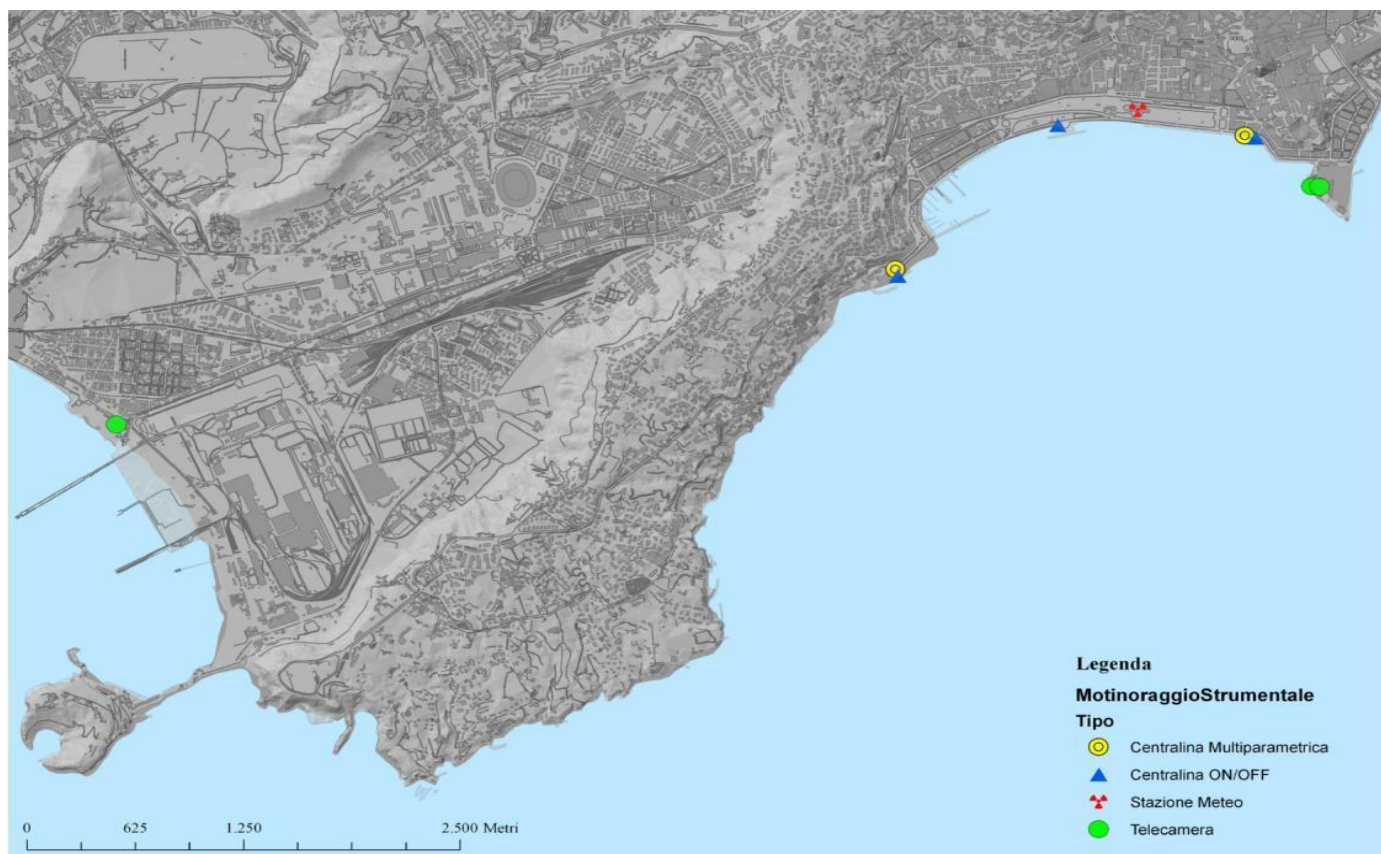 Legenda
MotinoraggioStrumentale
Tipo
Centralina Multiparametrica
Centralina ON/OFF
Stazione Meteo
Telecamera
0 625 1.250 2.500 Metri